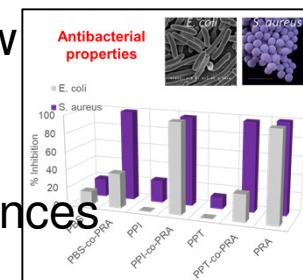 w
nces
Antibacterial
properties
E. coli
S. aureus
E. coli
S. aureus
% Inhibition
100
80
60
40
20
0
PBS
PBS-co-PRA
PPI
PPI-co-PRA
PPT
PPT-co-PRA
PRA